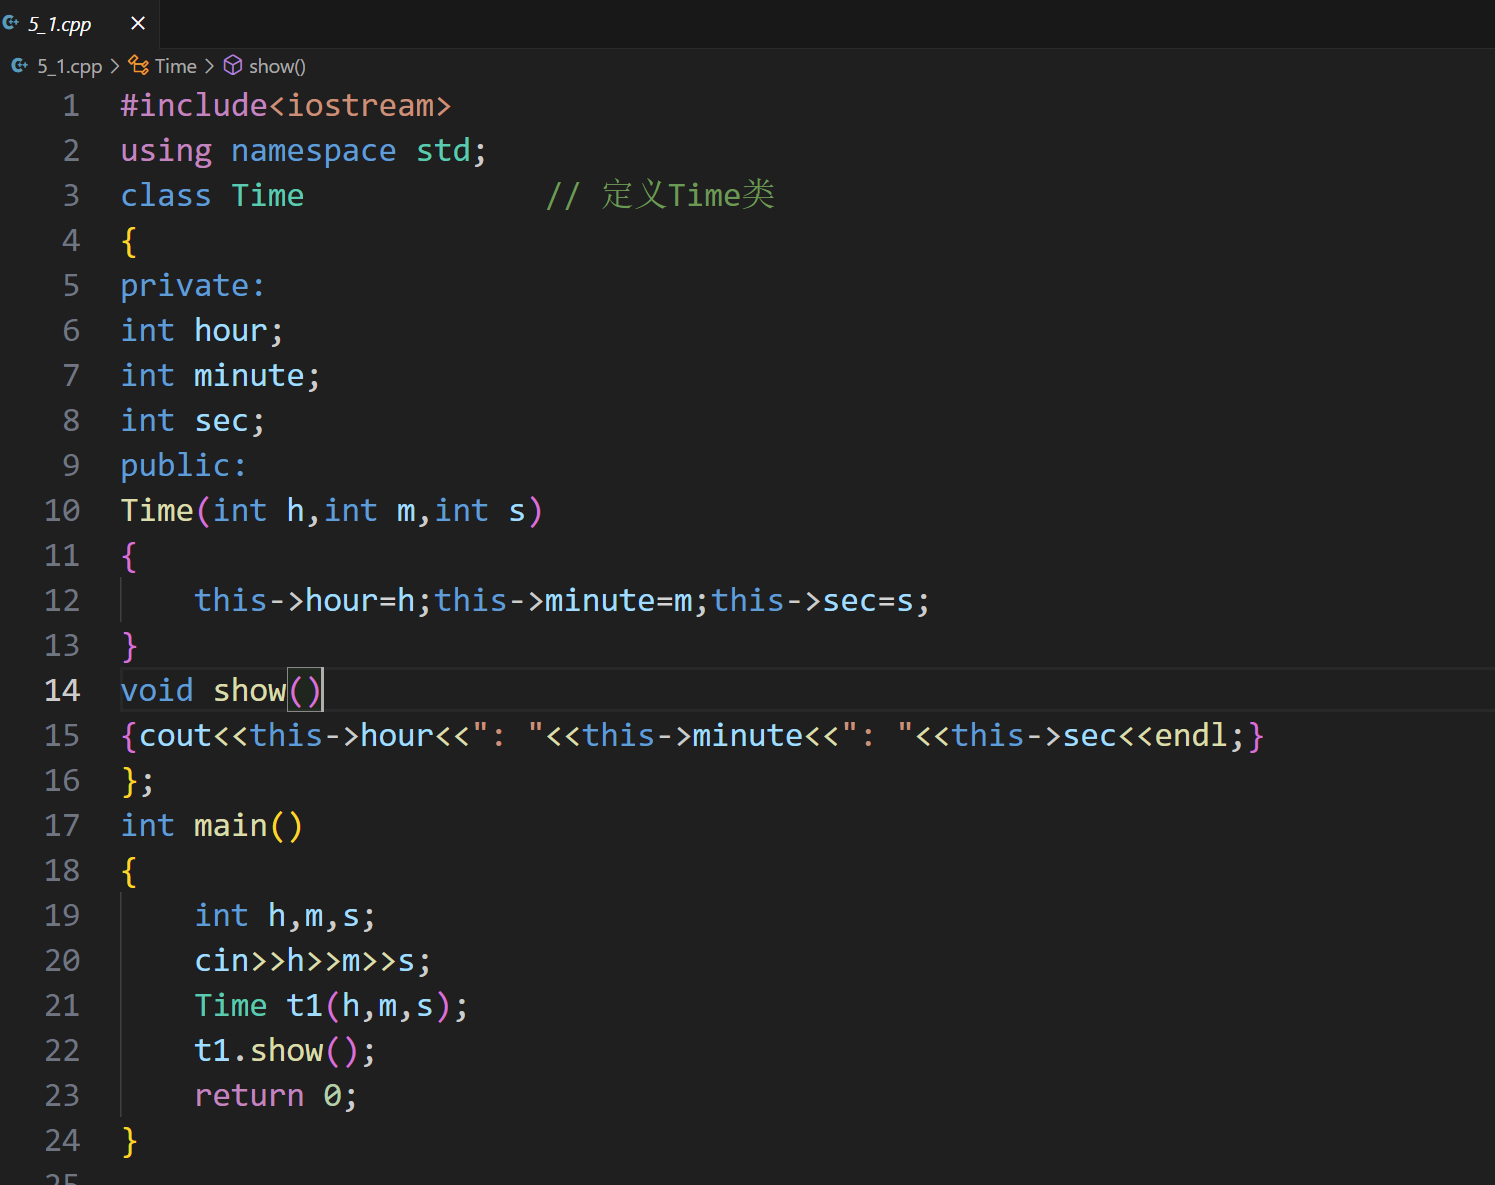 5_1.cpp
5_1.cpp > Time > show()
1 #include<iostream>
2 using namespace std;
3 class Time // 定义Time类
4 {
5 private:
6 int hour;
7 int minute;
8 int sec;
9 public:
10 Time(int h,int m,int s)
11 {
12 this->hour=h;this->minute=m;this->sec=s;
13 }
14 void show()
15 {cout<<this->hour<<": "<<this->minute<<": "<<this->sec<<endl;}
16 };
17 int main()
18 {
19 int h,m,s;
20 cin>>h>>m>>s;
21 Time t1(h,m,s);
22 t1.show();
23 return 0;
24 }
25